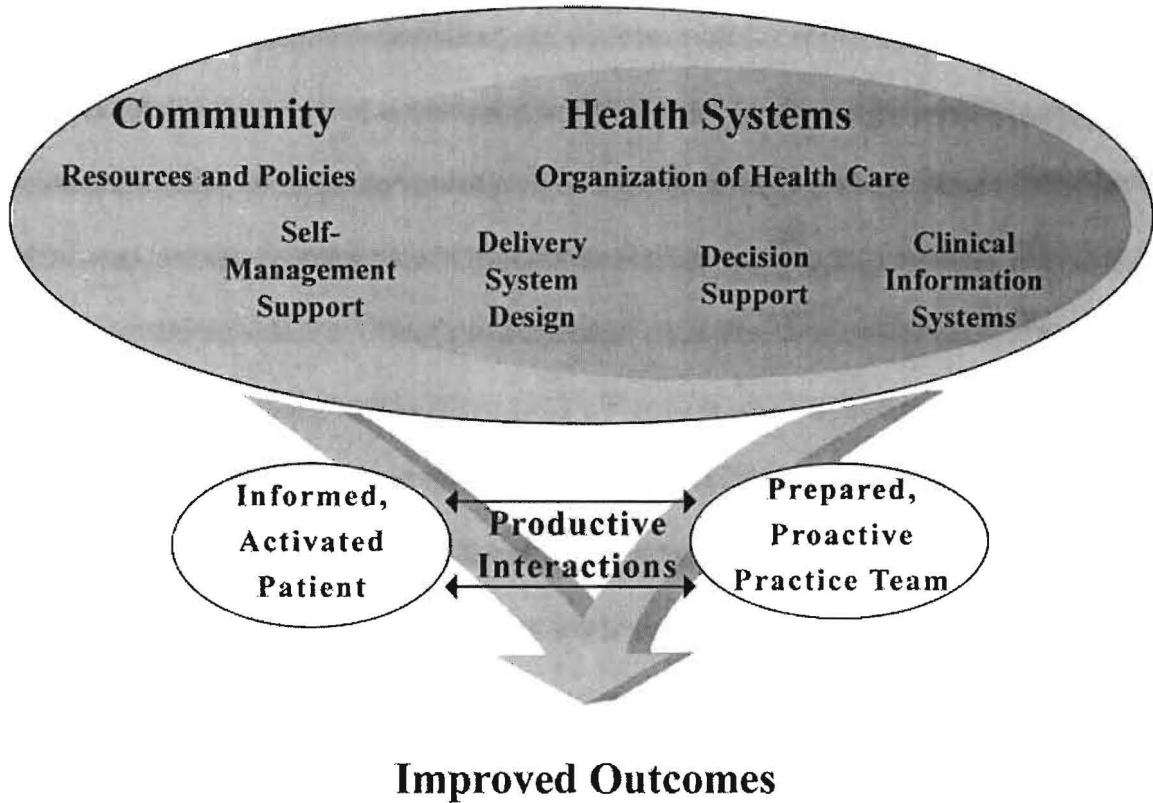 Community
Health Systems
Resources and Policies
Organization of Health Care
Self-
Management
Support
Delivery
System
Design
Decision
Support
Clinical
Information
Systems
Informed,
Activated
Patient
Productive
Interactions
Prepared,
Proactive
Practice Team
Improved Outcomes